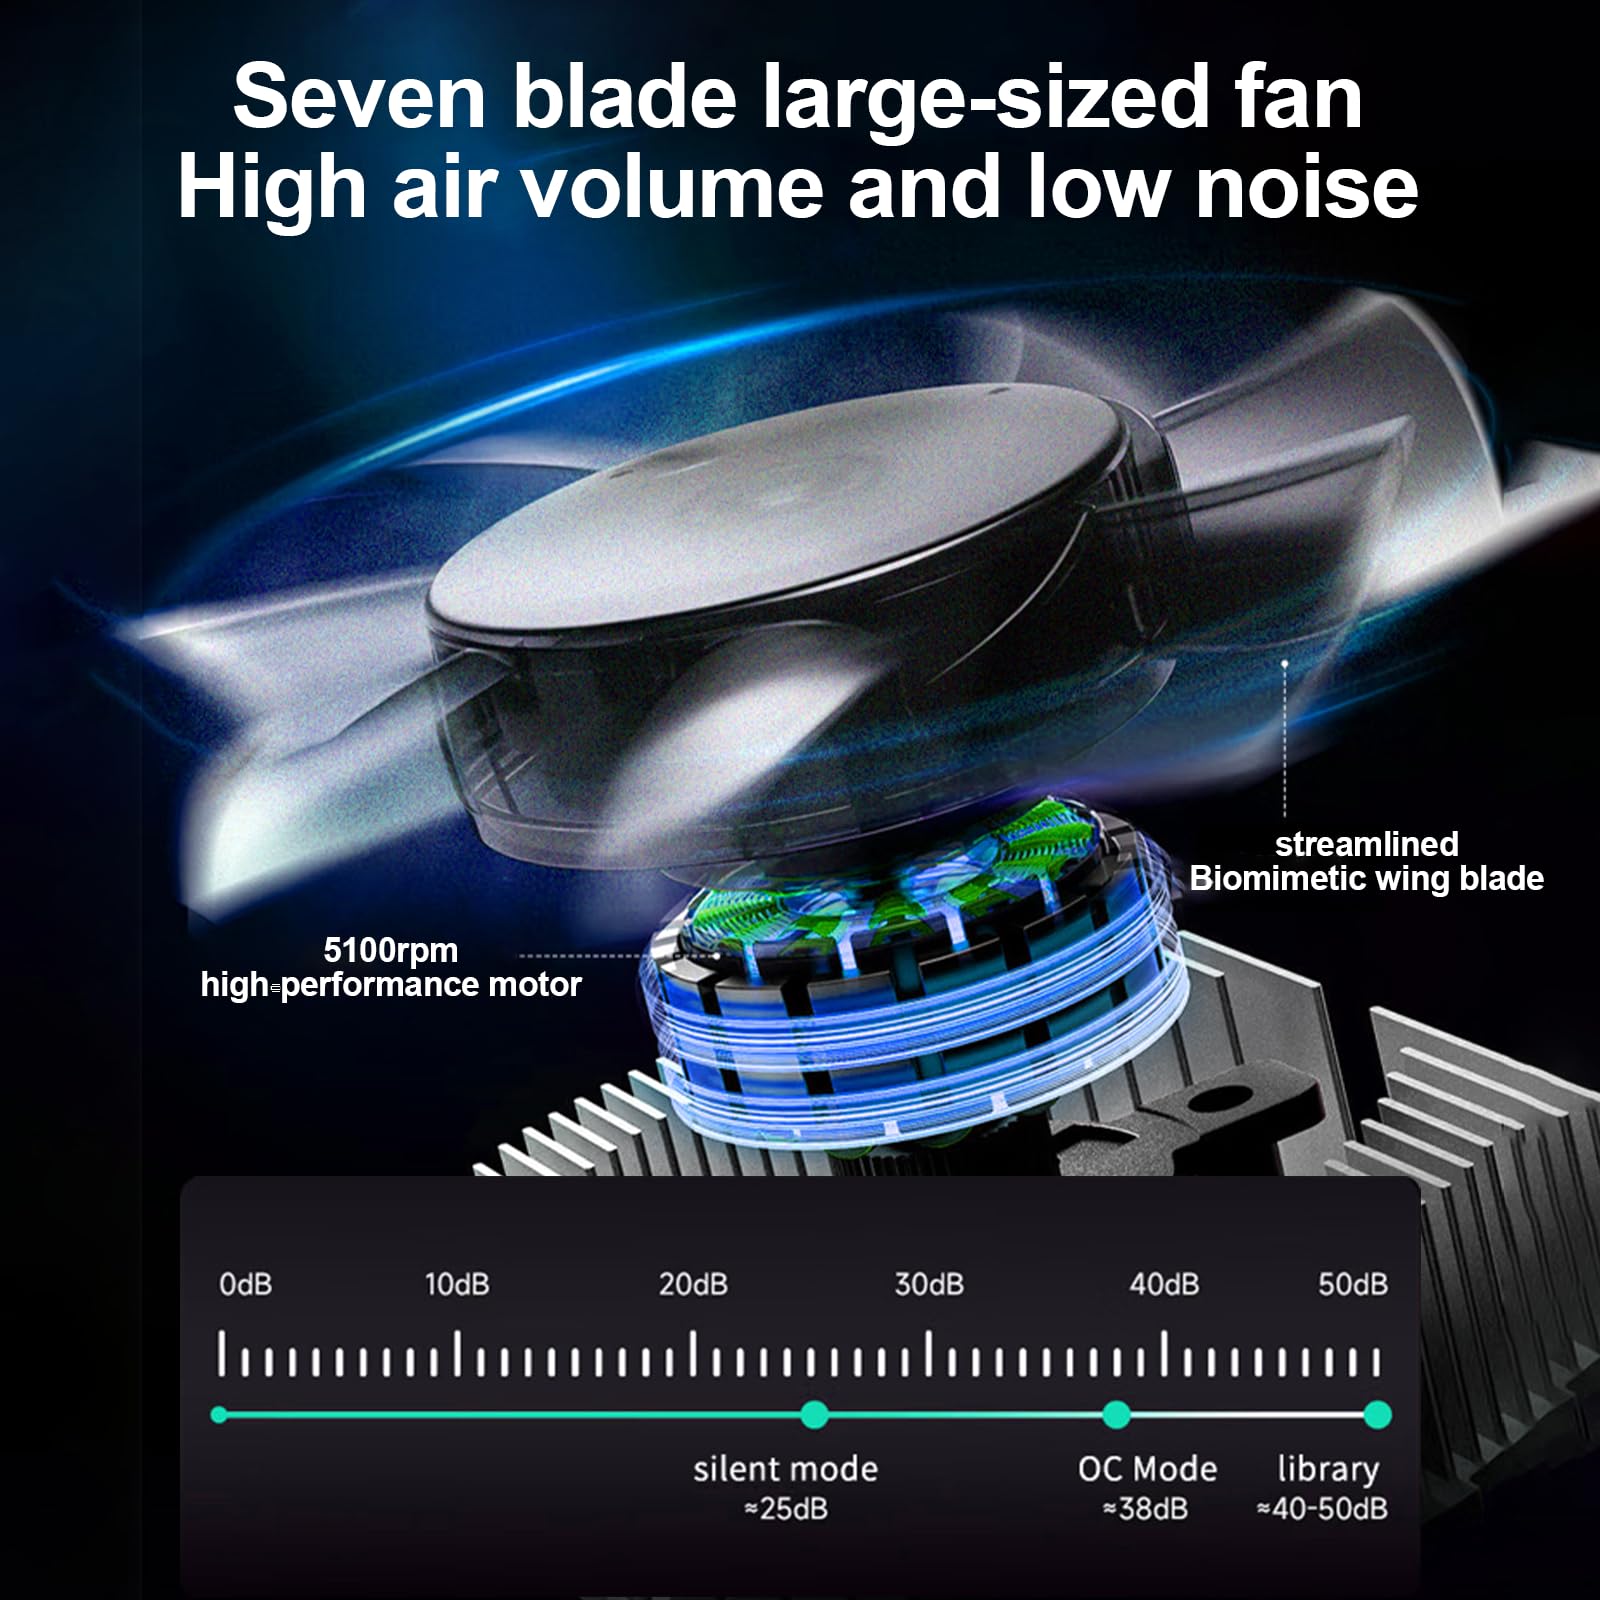 Seven blade large-sized fan
High air volume and low noise
streamlined
Biomimetic wing blade
5100rpm
high-performance motor
0dB 10dB 20dB 30dB 40dB 50dB
silent mode OC Mode library
≈25dB ≈38dB ≈40-50dB